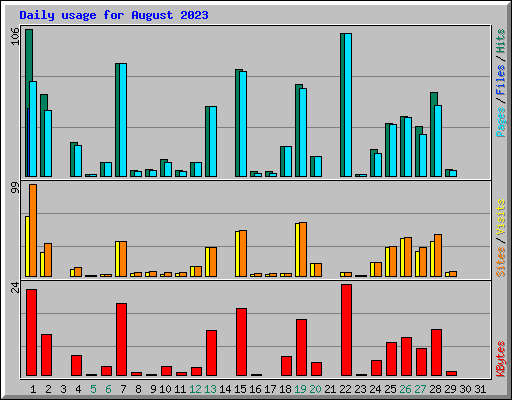 Daily usage for August 2023
106
Pages / Files / Hits
99
Sites / Visits
24
KBytes
1 2 3 4 5 6 7 8 9 10 11 12 13 14 15 16 17 18 19 20 21 22 23 24 25 26 27 28 29 30 31